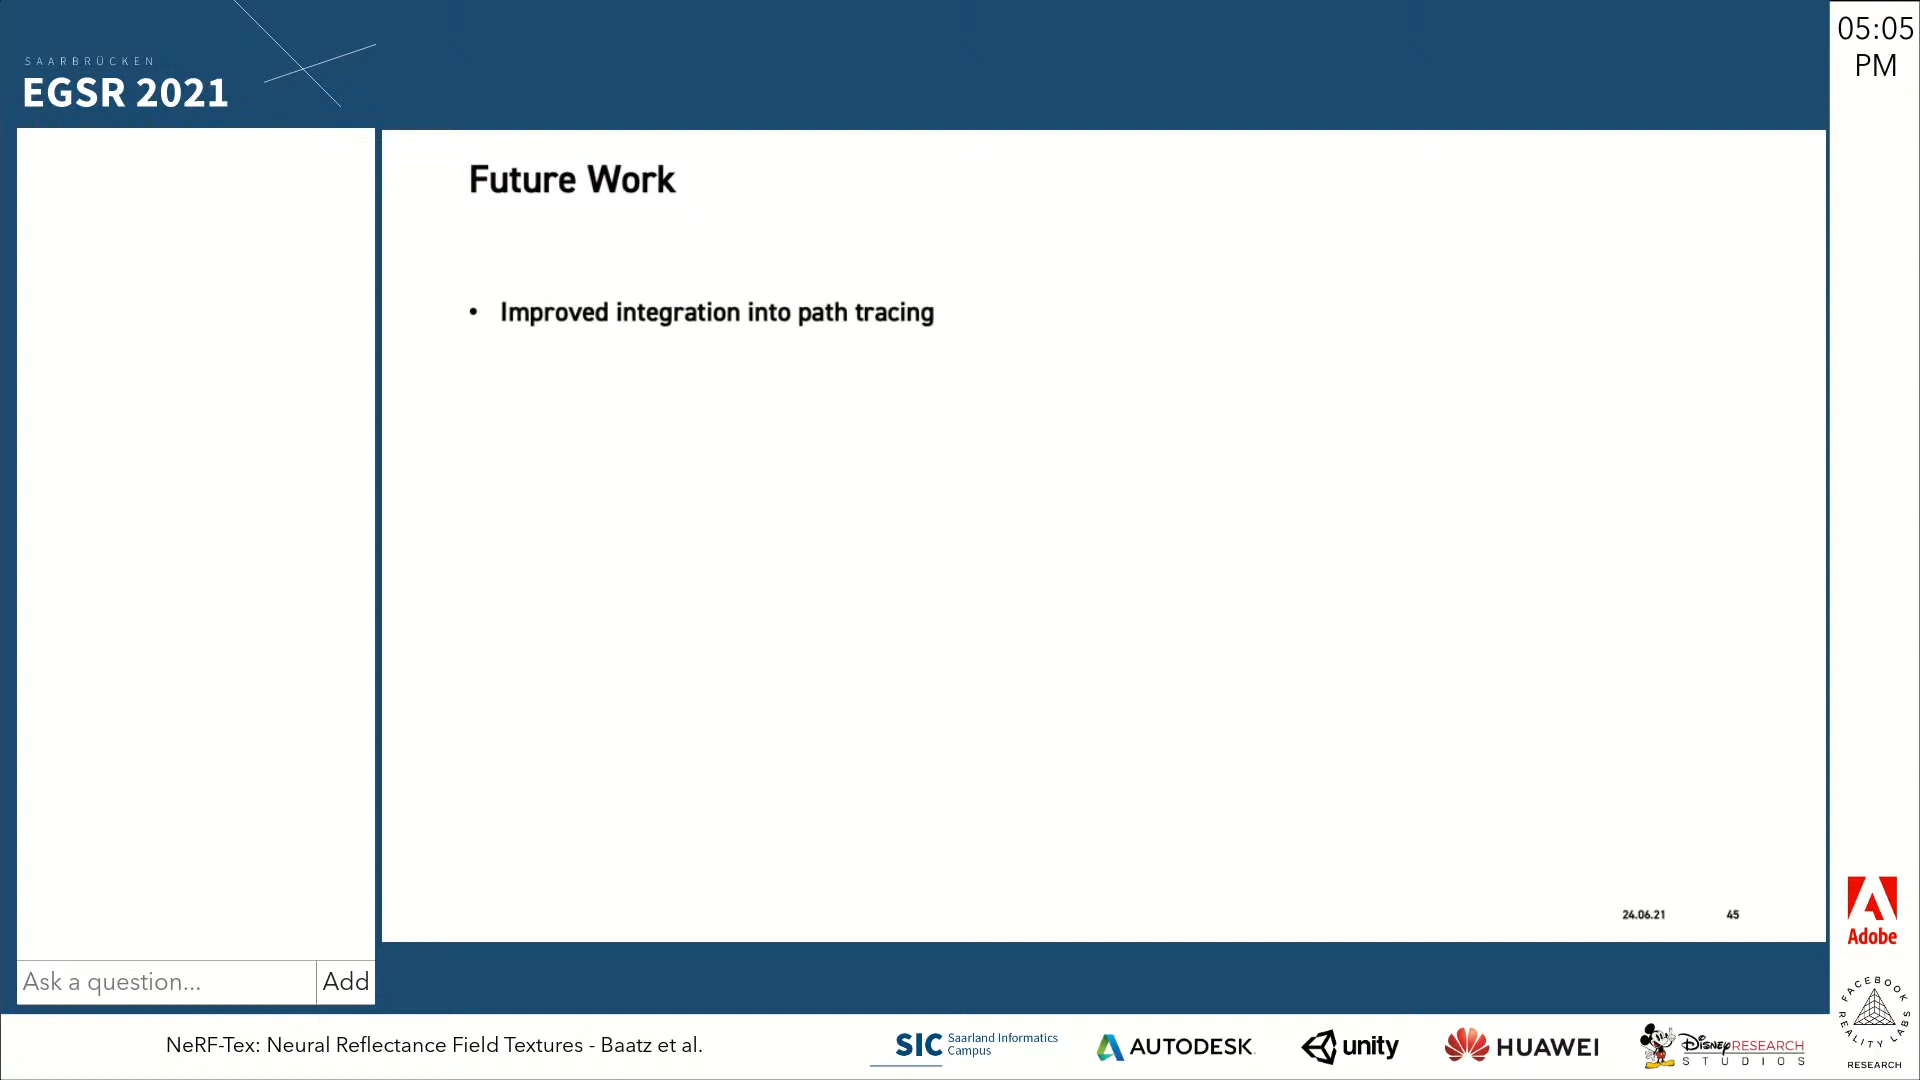 SAARBRÜCKEN
EGSR 2021
05:05
PM
Future Work
• Improved integration into path tracing
24.06.21 45
Ask a question...
Add
Adobe
FACEBOOK
REALITY LABS
RESEARCH
NeRF-Tex: Neural Reflectance Field Textures - Baatz et al.
SIC Saarland Informatics
Campus
AUTODESK
unity
HUAWEI
Disney RESEARCH
STUDIOS